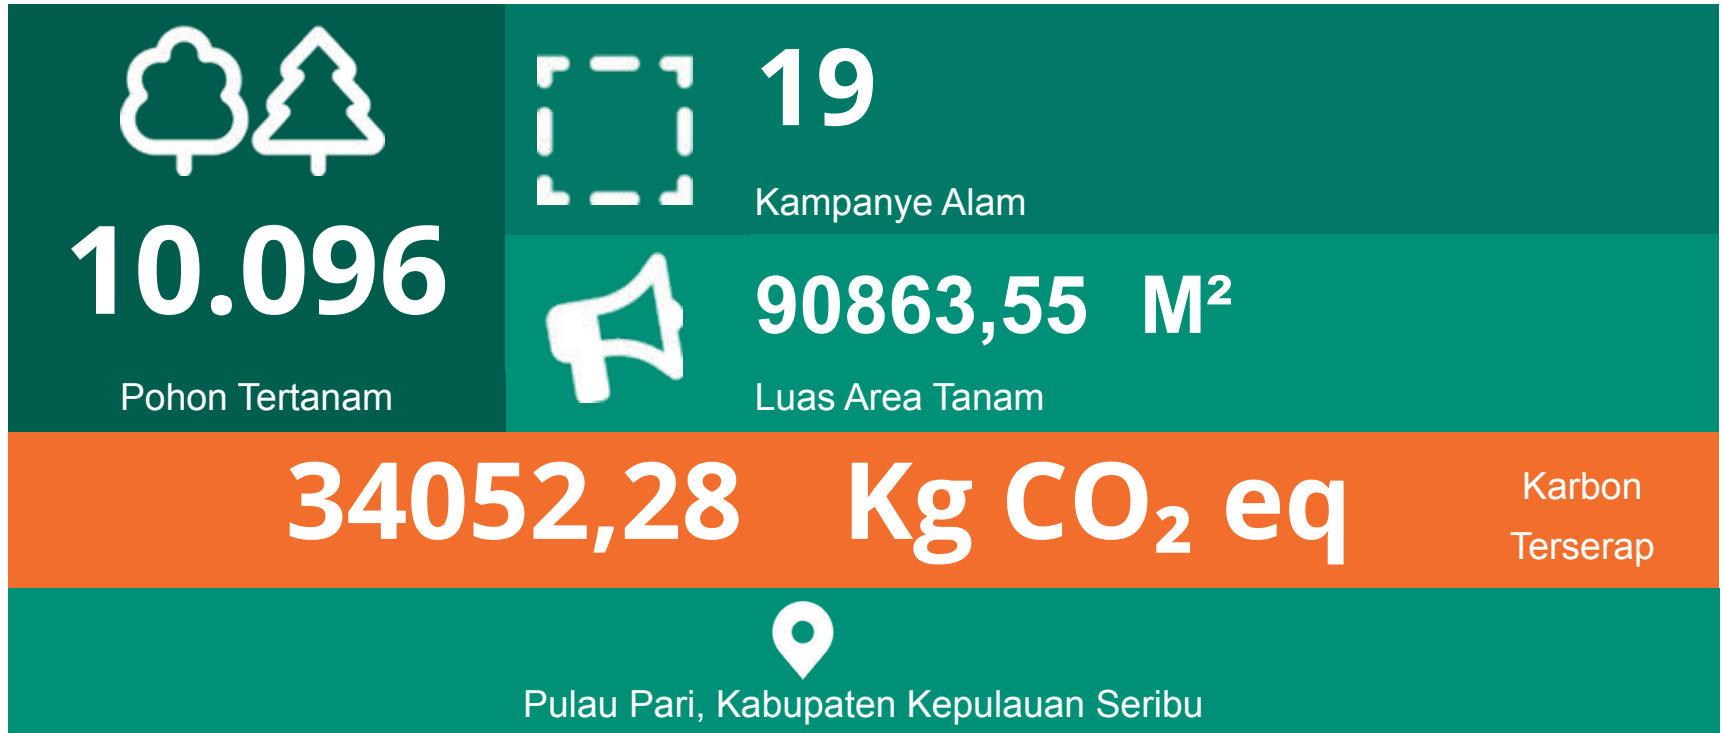 10.096
Pohon Tertanam
19
Kampanye Alam
90863,55 M²
Luas Area Tanam
34052,28 Kg CO₂ eq
Karbon
Terserap
Pulau Pari, Kabupaten Kepulauan Seribu